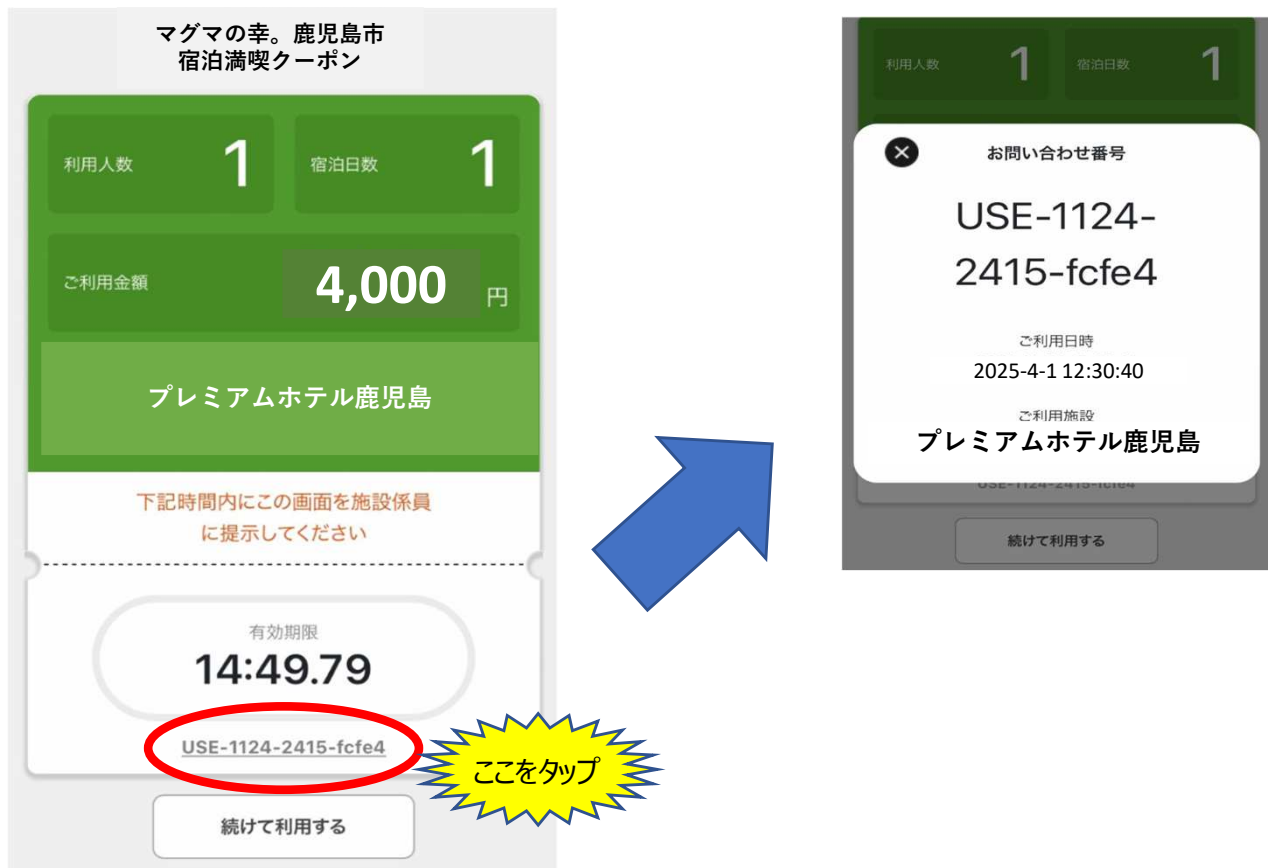 マグマの幸。鹿児島市
宿泊満喫クーポン
利用人数
1
宿泊日数
1
ご利用金額
4,000
円
プレミアムホテル鹿児島
下記時間内にこの画面を施設係員
に提示してください
有効期限
14:49.79
USE-1124-2415-fcfe4
ここをタップ
続けて利用する
利用人数
1
宿泊日数
1
お問い合わせ番号
USE-1124-
2415-fcfe4
ご利用日時
2025-4-1 12:30:40
ご利用施設
プレミアムホテル鹿児島
USE-1124-2415-fcfe4
続けて利用する